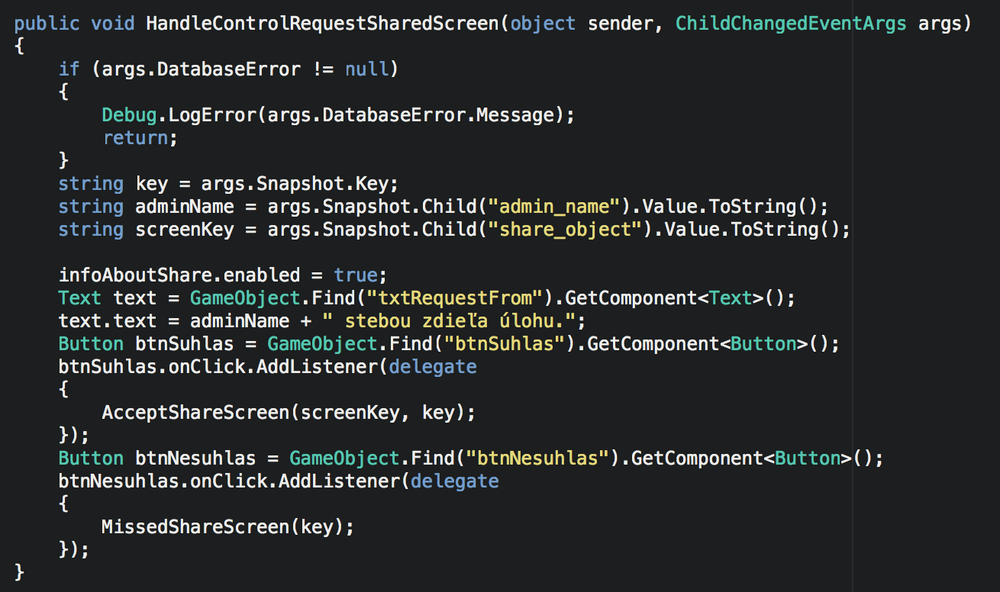 public void HandleControlRequestSharedScreen(object sender, ChildChangedEventArgs args)
{
    if (args.DatabaseError != null)
    {
        Debug.LogError(args.DatabaseError.Message);
        return;
    }
    string key = args.Snapshot.Key;
    string adminName = args.Snapshot.Child("admin_name").Value.ToString();
    string screenKey = args.Snapshot.Child("share_object").Value.ToString();

    infoAboutShare.enabled = true;
    Text text = GameObject.Find("txtRequestFrom").GetComponent<Text>();
    text.text = adminName + " stebou zdieľa úlohu.";
    Button btnSuhlas = GameObject.Find("btnSuhlas").GetComponent<Button>();
    btnSuhlas.onClick.AddListener(delegate
    {
        AcceptShareScreen(screenKey, key);
    });
    Button btnNesuhlas = GameObject.Find("btnNesuhlas").GetComponent<Button>();
    btnNesuhlas.onClick.AddListener(delegate
    {
        MissedShareScreen(key);
    });
}